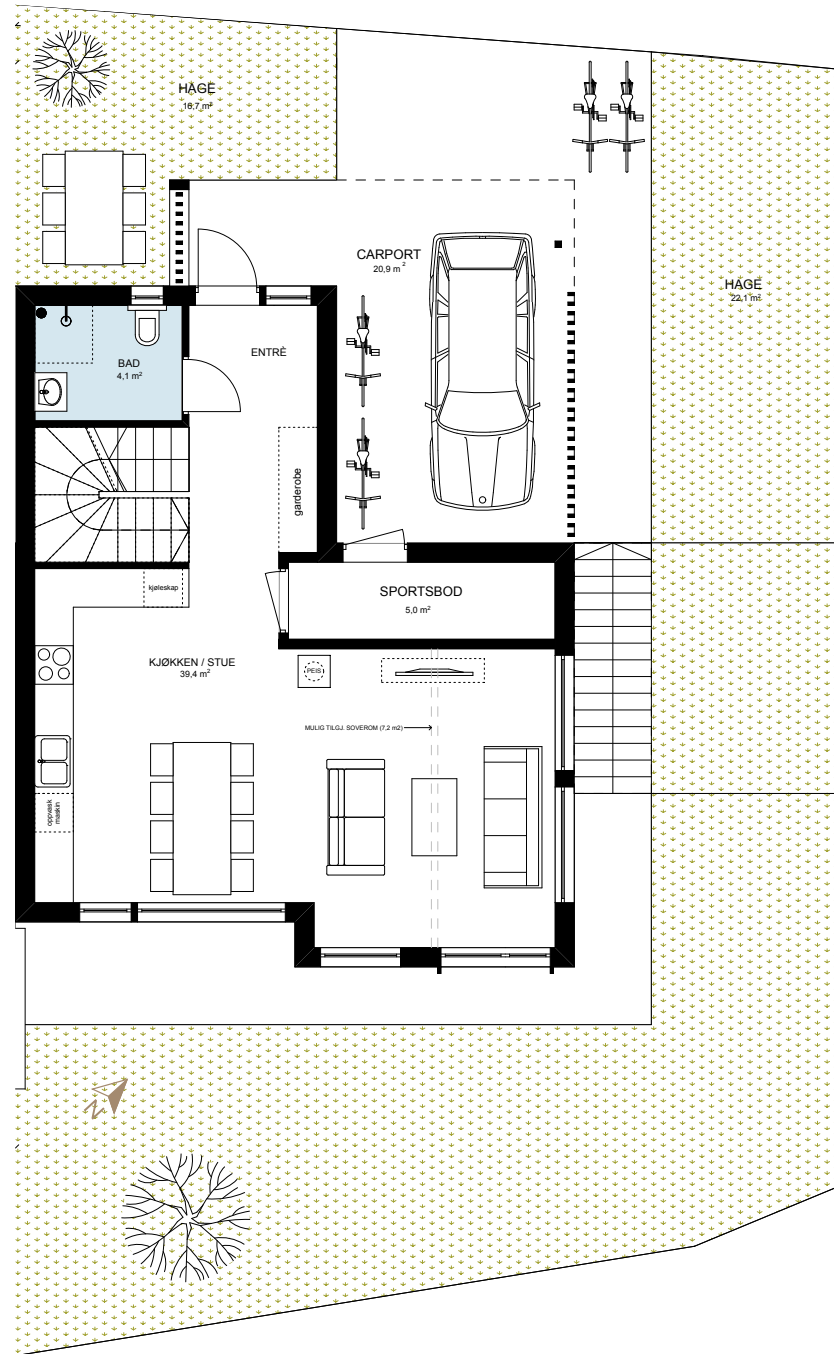 HAGE
16,7 m²
CARPORT
20,9 m²
HAGE
22,1 m²
BAD
4,1 m²
ENTRÈ
garderobe
kjøleskap
SPORTSBOD
5,0 m²
KJØKKEN / STUE
39,4 m²
PEIS
MULIG TILGJ. SOVEROM (7,2 m2)
oppvask
maskin
N